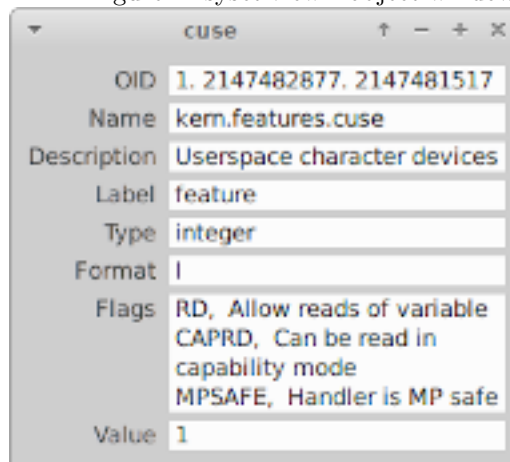 cuse
OID 1. 2147482877. 2147481517
Name kern.features.cuse
Description Userspace character devices
Label feature
Type integer
Format I
Flags RD, Allow reads of variable
CAPRD, Can be read in
capability mode
MPSAFE, Handler is MP safe
Value 1